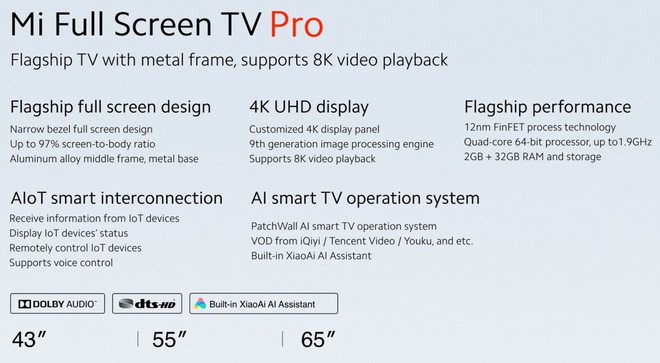 Mi Full Screen TV Pro
Flagship TV with metal frame, supports 8K video playback
Flagship full screen design
Narrow bezel full screen design
Up to 97% screen-to-body ratio
Aluminum alloy middle frame, metal base
4K UHD display
Customized 4K display panel
9th generation image processing engine
Supports 8K video playback
Flagship performance
12nm FinFET process technology
Quad-core 64-bit processor, up to1.9GHz
2GB + 32GB RAM and storage
AIoT smart interconnection
Receive information from IoT devices
Display IoT devices' status
Remotely control IoT devices
Supports voice control
AI smart TV operation system
PatchWall AI smart TV operation system
VOD from iQiyi / Tencent Video / Youku, and etc.
Built-in XiaoAi AI Assistant
DOLBY AUDIO™
dts-HD
Built-in XiaoAi AI Assistant
43″ | 55″ | 65″